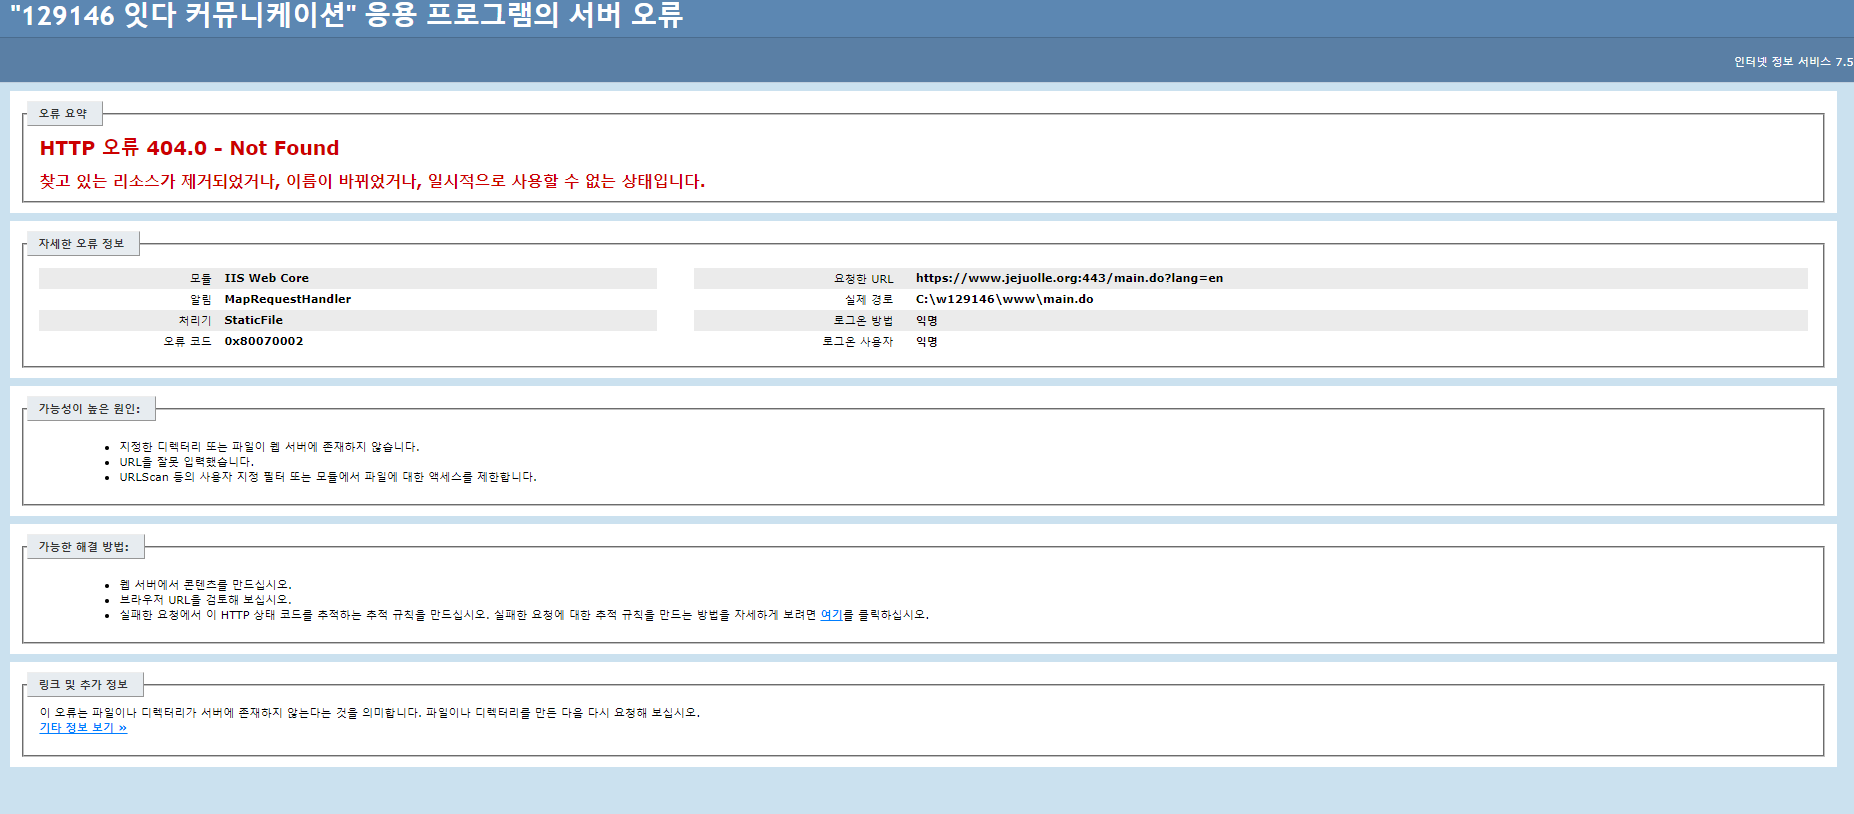 "129146 잇다 커뮤니케이션" 응용 프로그램의 서버 오류
인터넷 정보 서비스 7.5
오류 요약
HTTP 오류 404.0 - Not Found
찾고 있는 리소스가 제거되었거나, 이름이 바뀌었거나, 일시적으로 사용할 수 없는 상태입니다.
자세한 오류 정보
모듈 IIS Web Core
알림 MapRequestHandler
처리기 StaticFile
오류 코드 0x80070002
요청한 URL https://www.jejuolle.org:443/main.do?lang=en
실제 경로 C:\w129146\www\main.do
로그온 방법 익명
로그온 사용자 익명
가능성이 높은 원인:
지정한 디렉터리 또는 파일이 웹 서버에 존재하지 않습니다.
URL을 잘못 입력했습니다.
URLScan 등의 사용자 지정 필터 또는 모듈에서 파일에 대한 액세스를 제한합니다.
가능한 해결 방법:
웹 서버에서 콘텐츠를 만드십시오.
브라우저 URL을 검토해 보십시오.
실패한 요청에서 이 HTTP 상태 코드를 추적하는 추적 규칙을 만드십시오. 실패한 요청에 대한 추적 규칙을 만드는 방법을 자세하게 보려면 여기를 클릭하십시오.
링크 및 추가 정보
이 오류는 파일이나 디렉터리가 서버에 존재하지 않는다는 것을 의미합니다. 파일이나 디렉터리를 만든 다음 다시 요청해 보십시오.
기타 정보 보기 »